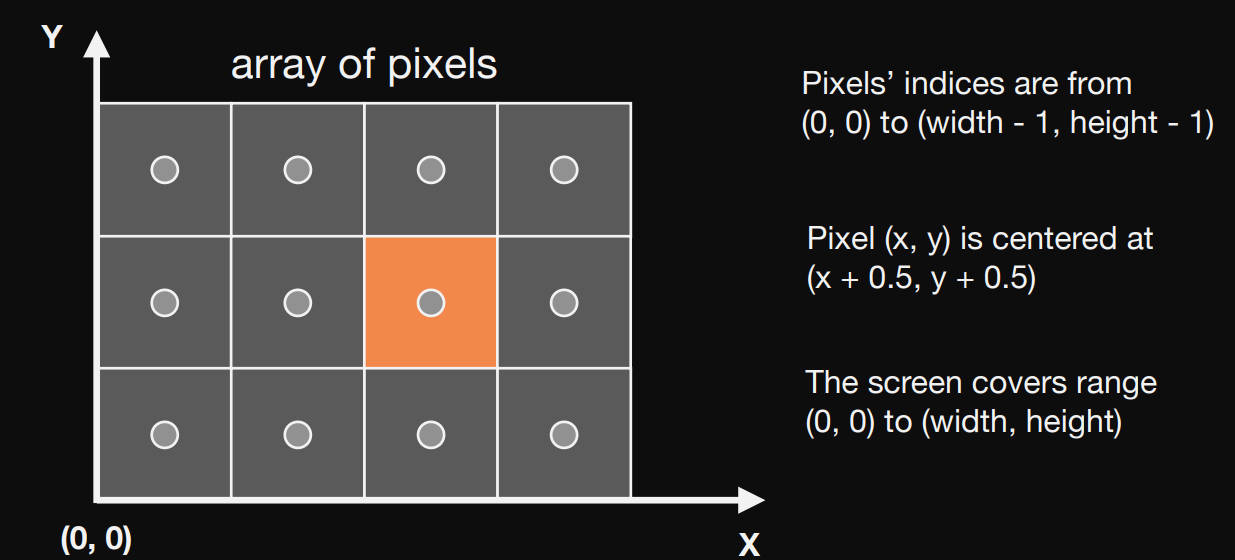 Y
array of pixels
Pixels’ indices are from
(0, 0) to (width - 1, height - 1)
Pixel (x, y) is centered at
(x + 0.5, y + 0.5)
The screen covers range
(0, 0) to (width, height)
(0, 0)
X